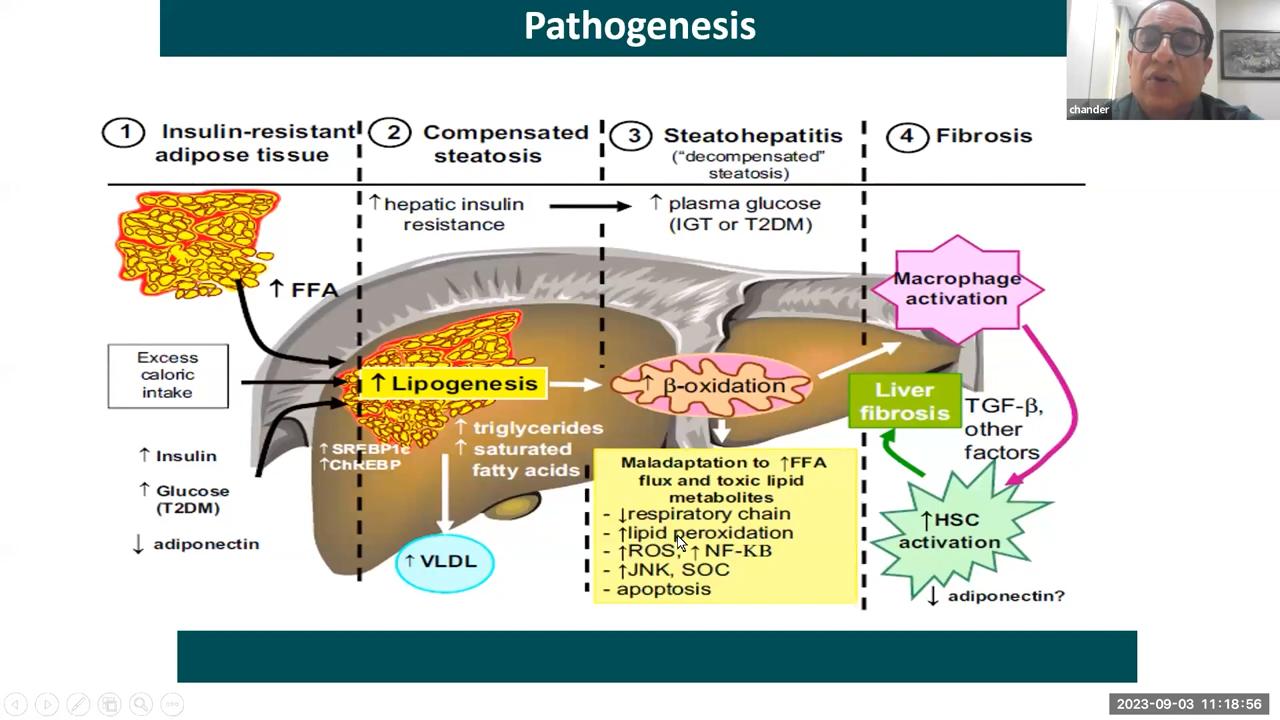 Pathogenesis
chander
1 Insulin-resistant
adipose tissue
2 Compensated
steatosis
3 Steatohepatitis
("decompensated"
steatosis)
4 Fibrosis
↑hepatic insulin
resistance
↑ plasma glucose
(IGT or T2DM)
↑ FFA
Macrophage
activation
Excess
caloric
intake
↑ Lipogenesis
↑ β-oxidation
Liver
fibrosis
TGF-β,
other
factors
↑ Insulin
↑ Glucose
(T2DM)
↓ adiponectin
↑SREBP1c
↑ChREBP
↑ triglycerides
↑ saturated
fatty acids
↑ VLDL
Maladaptation to ↑FFA
flux and toxic lipid
metabolites
- ↓respiratory chain
- ↑lipid peroxidation
- ↑ROS, ↑ NF-KB
- ↑JNK, SOC
- apoptosis
↑HSC
activation
↓ adiponectin?
2023-09-03 11:18:56